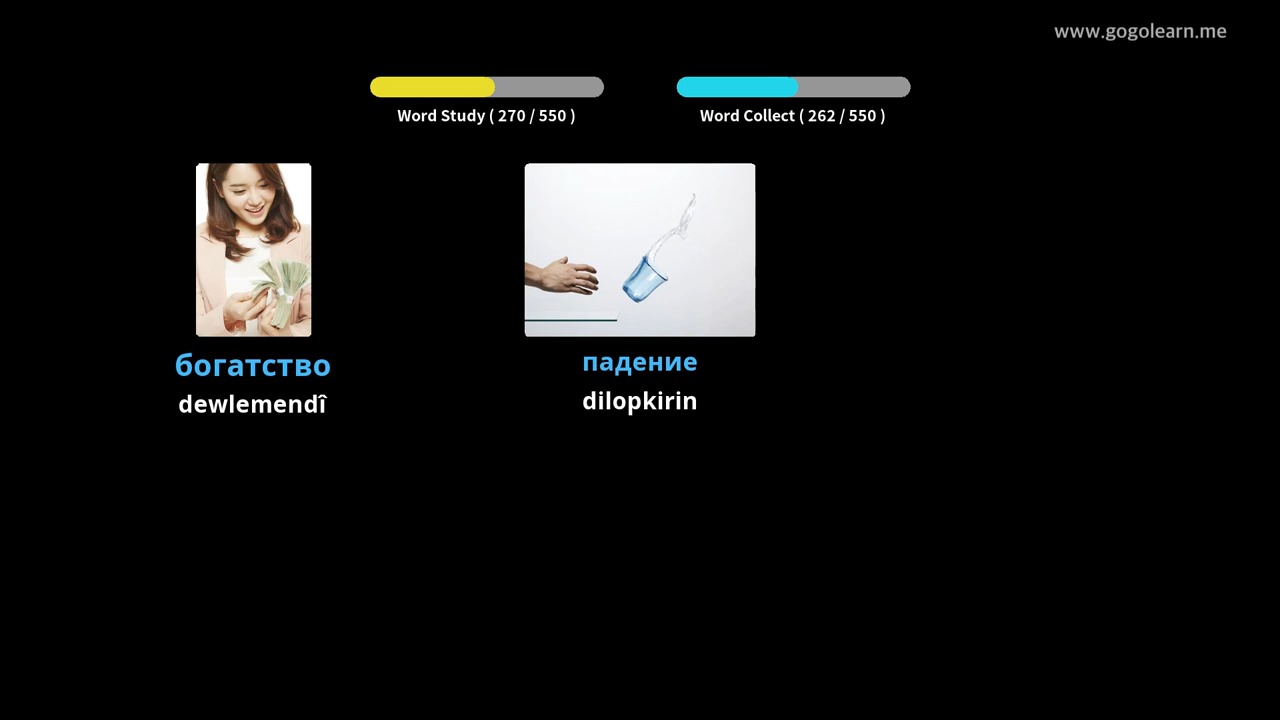 www.gogolearn.me
Word Study ( 270 / 550 )
Word Collect ( 262 / 550 )
богатство
dewlemendî
падение
dilopkirin